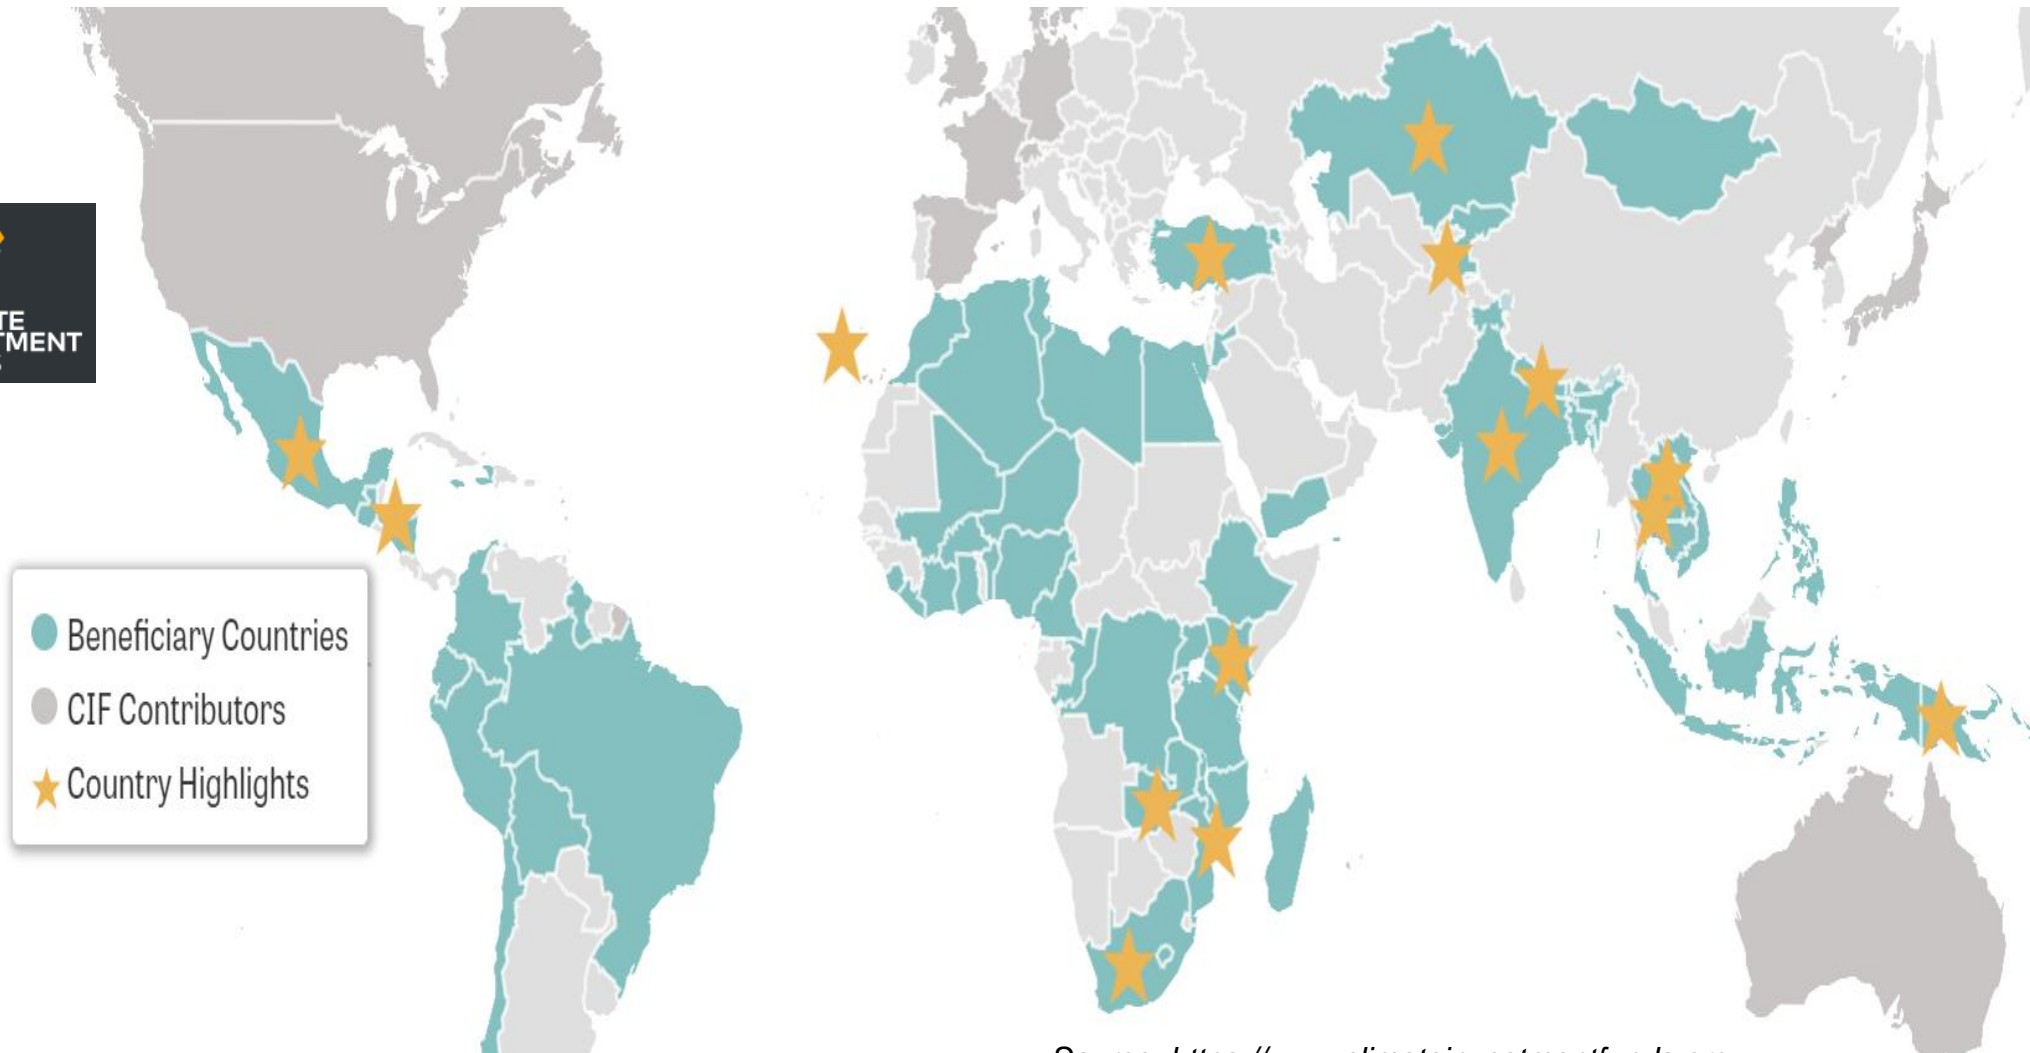 TE
TMENT
S
Beneficiary Countries
CIF Contributors
Country Highlights